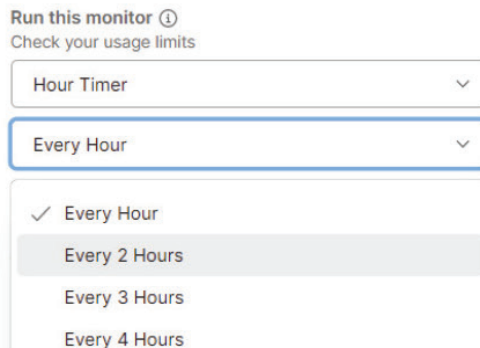 Run this monitor
Check your usage limits
Hour Timer
Every Hour
Every Hour
Every 2 Hours
Every 3 Hours
Every 4 Hours